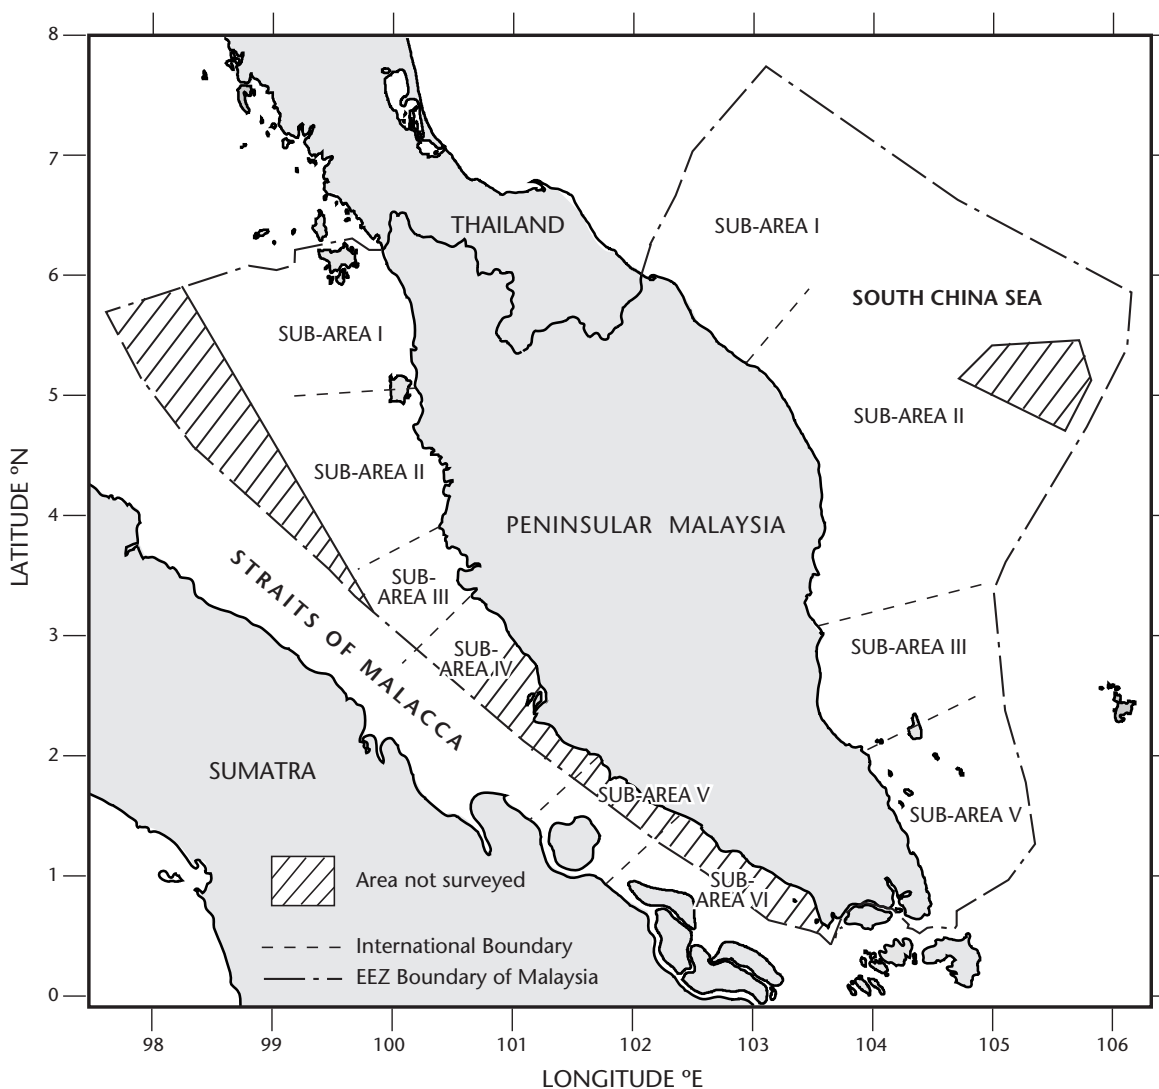 8
7
6
5
4
3
2
1
0
LATITUDE ºN
THAILAND
SUB-AREA I
SOUTH CHINA SEA
SUB-AREA I
SUB-AREA II
SUB-AREA II
PENINSULAR MALAYSIA
STRAITS OF MALACCA
SUB-
AREA III
SUB-
AREA IV
SUB-AREA III
SUMATRA
SUB-AREA V
SUB-AREA V
SUB-
AREA VI
Area not surveyed
International Boundary
EEZ Boundary of Malaysia
98
99
100
101
102
103
104
105
106
LONGITUDE ºE